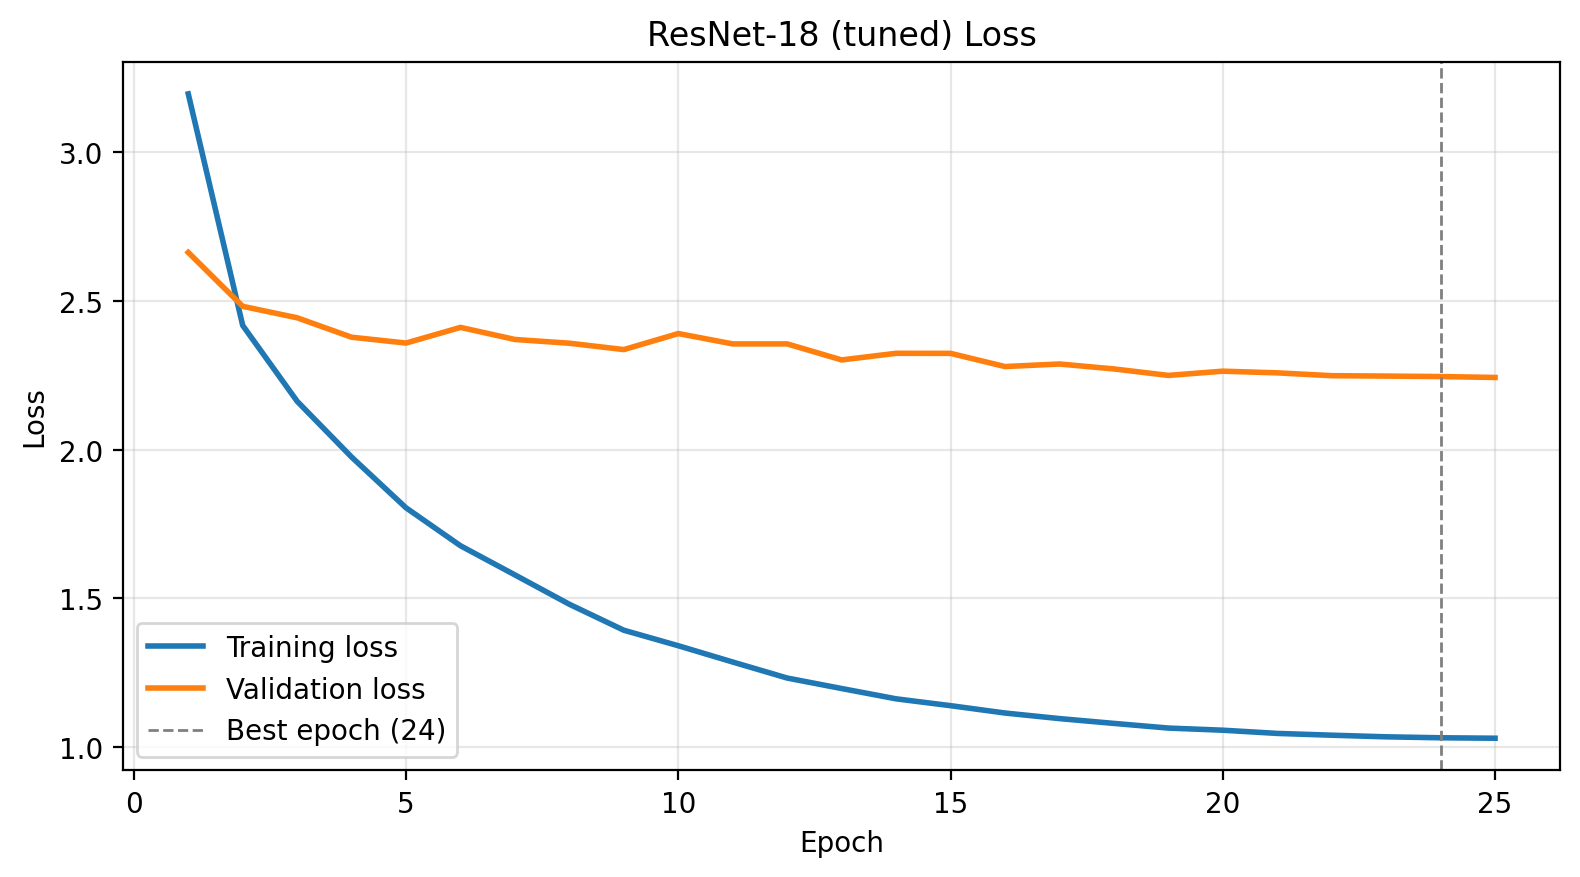 ResNet-18 (tuned) Loss
3.0
2.5
2.0
1.5
1.0
Loss
Training loss
Validation loss
Best epoch (24)
0 5 10 15 20 25
Epoch